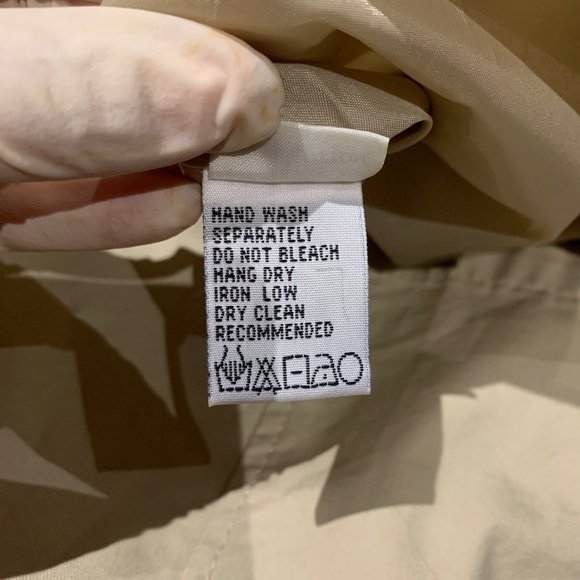 HAND WASH
SEPARATELY
DO NOT BLEACH
HANG DRY
IRON LOW
DRY CLEAN
RECOMMENDED